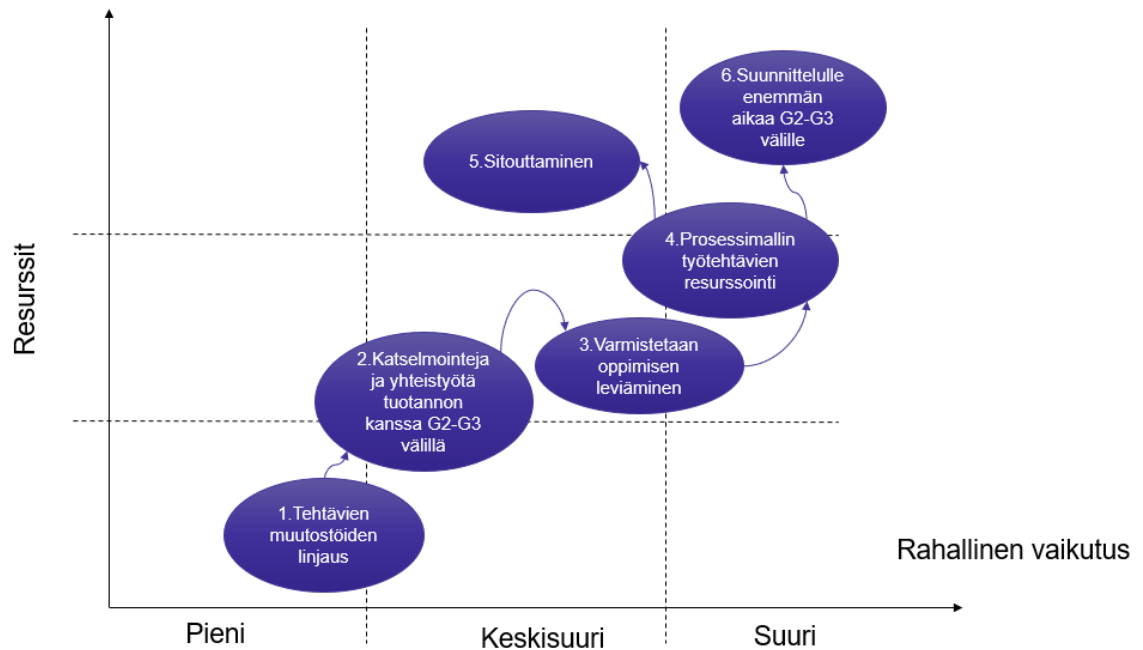 6.Suunnittelulle
enemmän
aikaa G2-G3
välille
5.Sitouttaminen
4.Prosessimallin
työtehtävien
resurssointi
Resurssit
3.Varmistetaan
oppimisen
leviäminen
2.Katselmointeja
ja yhteistyötä
tuotannon
kanssa G2-G3
välillä
1.Tehtävien
muutostöiden
linjaus
Rahallinen vaikutus
Pieni
Keskisuuri
Suuri